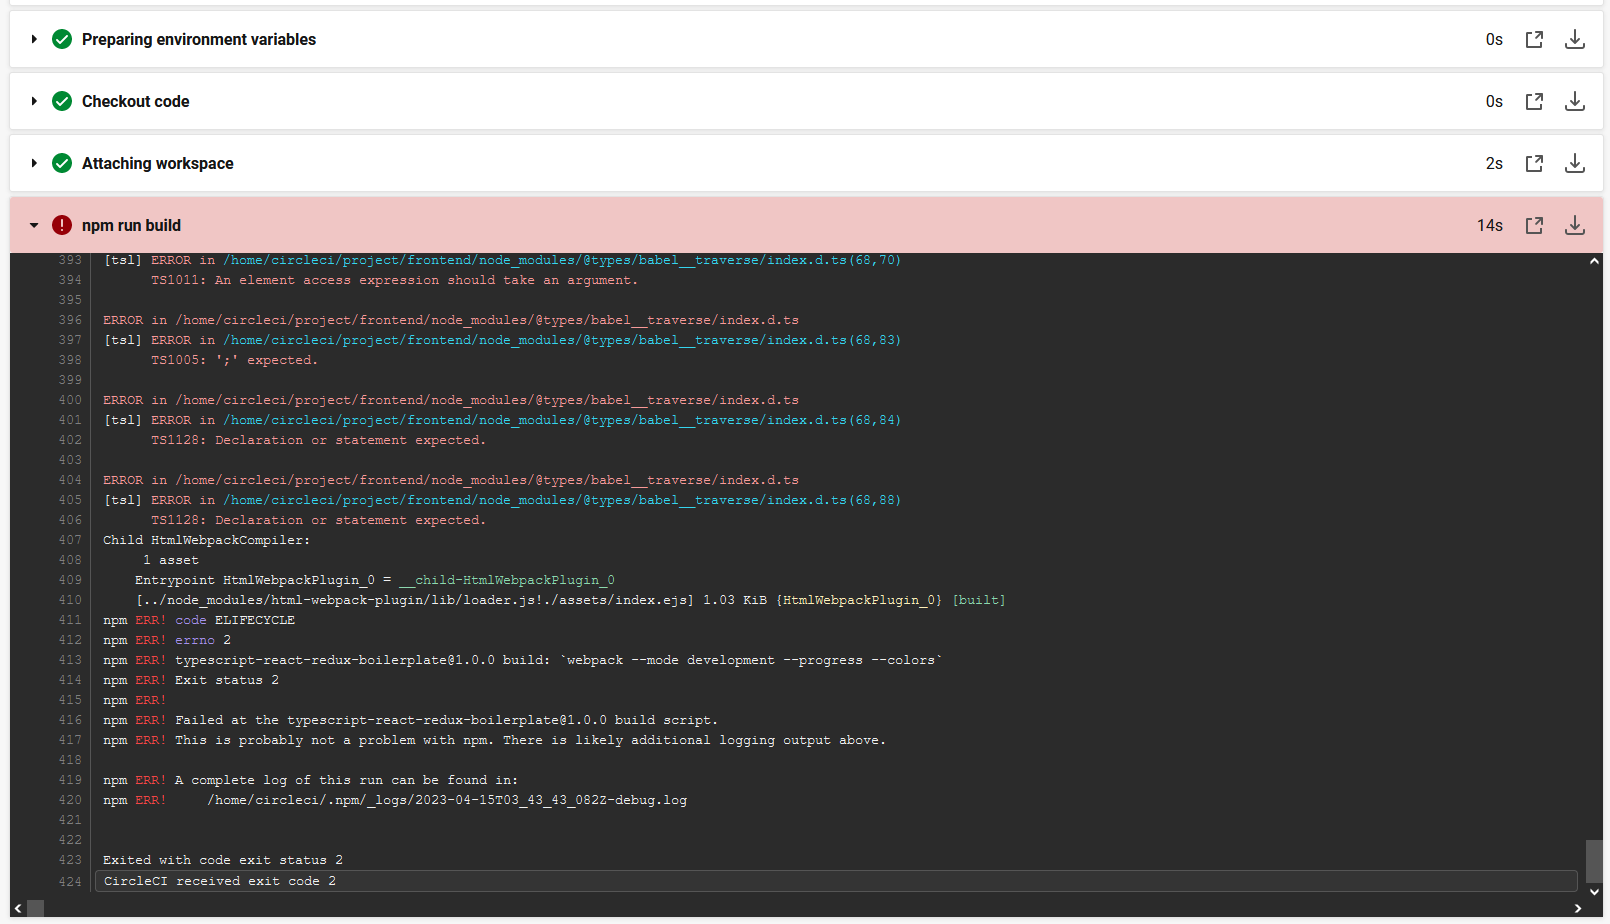 Preparing environment variables 0s
Checkout code 0s
Attaching workspace 2s
npm run build 14s
393 [tsl] ERROR in /home/circleci/project/frontend/node_modules/@types/babel__traverse/index.d.ts(68,70)
394 TS1011: An element access expression should take an argument.
395
396 ERROR in /home/circleci/project/frontend/node_modules/@types/babel__traverse/index.d.ts
397 [tsl] ERROR in /home/circleci/project/frontend/node_modules/@types/babel__traverse/index.d.ts(68,83)
398 TS1005: ';' expected.
399
400 ERROR in /home/circleci/project/frontend/node_modules/@types/babel__traverse/index.d.ts
401 [tsl] ERROR in /home/circleci/project/frontend/node_modules/@types/babel__traverse/index.d.ts(68,84)
402 TS1128: Declaration or statement expected.
403
404 ERROR in /home/circleci/project/frontend/node_modules/@types/babel__traverse/index.d.ts
405 [tsl] ERROR in /home/circleci/project/frontend/node_modules/@types/babel__traverse/index.d.ts(68,88)
406 TS1128: Declaration or statement expected.
407 Child HtmlWebpackCompiler:
408 1 asset
409 Entrypoint HtmlWebpackPlugin_0 = __child-HtmlWebpackPlugin_0
410 [../node_modules/html-webpack-plugin/lib/loader.js!./assets/index.ejs] 1.03 KiB {HtmlWebpackPlugin_0} [built]
411 npm ERR! code ELIFECYCLE
412 npm ERR! errno 2
413 npm ERR! typescript-react-redux-boilerplate@1.0.0 build: `webpack --mode development --progress --colors`
414 npm ERR! Exit status 2
415 npm ERR!
416 npm ERR! Failed at the typescript-react-redux-boilerplate@1.0.0 build script.
417 npm ERR! This is probably not a problem with npm. There is likely additional logging output above.
418
419 npm ERR! A complete log of this run can be found in:
420 npm ERR! /home/circleci/.npm/_logs/2023-04-15T03_43_43_082Z-debug.log
421
422
423 Exited with code exit status 2
424 CircleCI received exit code 2